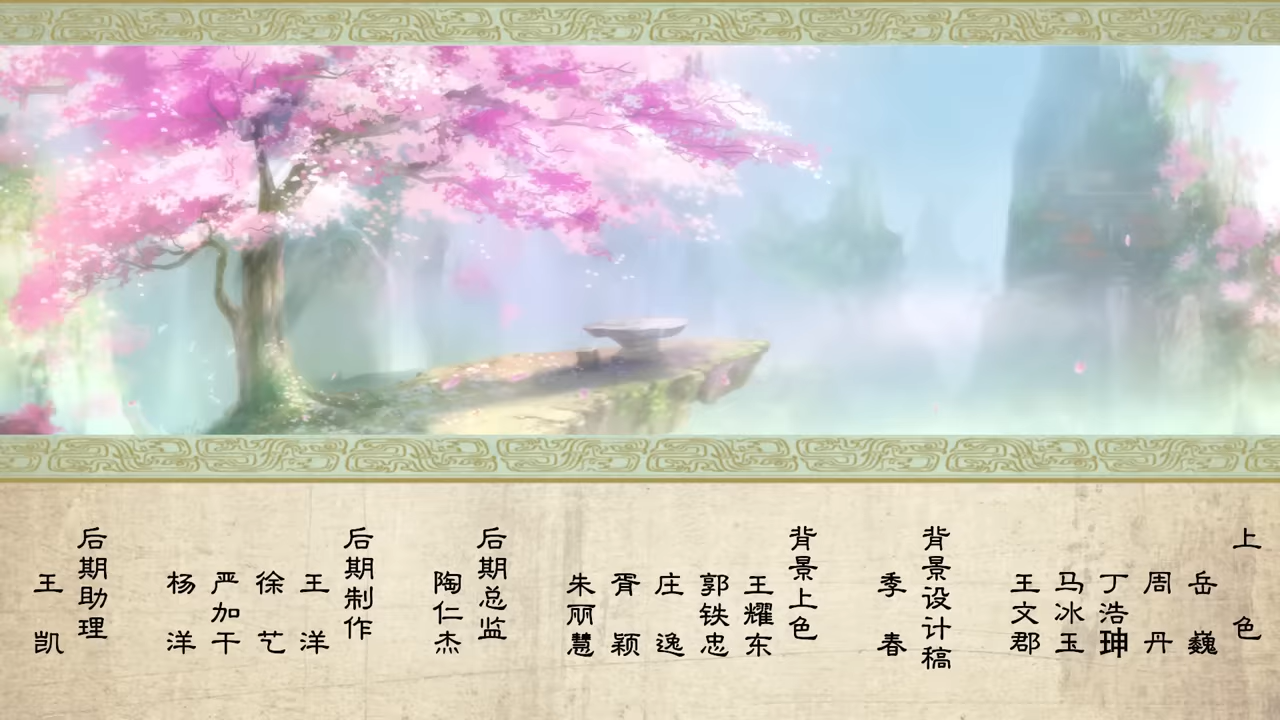 上色
岳巍
周丹
丁浩珅
马冰玉
王文郡
背景设计稿
季春
背景上色
王耀东
郭铁忠
庄逸
胥颖
朱丽慧
后期总监
陶仁杰
后期制作
王洋
徐艺
严加干
杨洋
后期助理
王凯